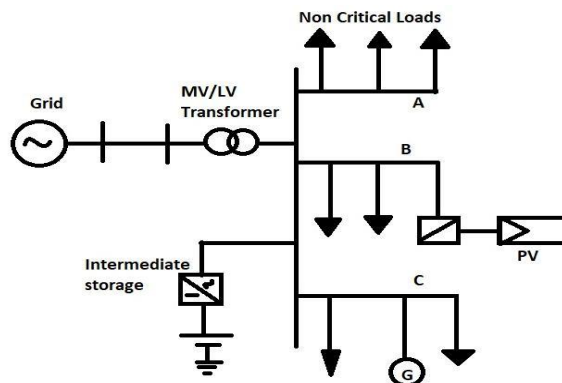 Non Critical Loads
A
MV/LV
Transformer
Grid
B
PV
Intermediate
storage
C
G